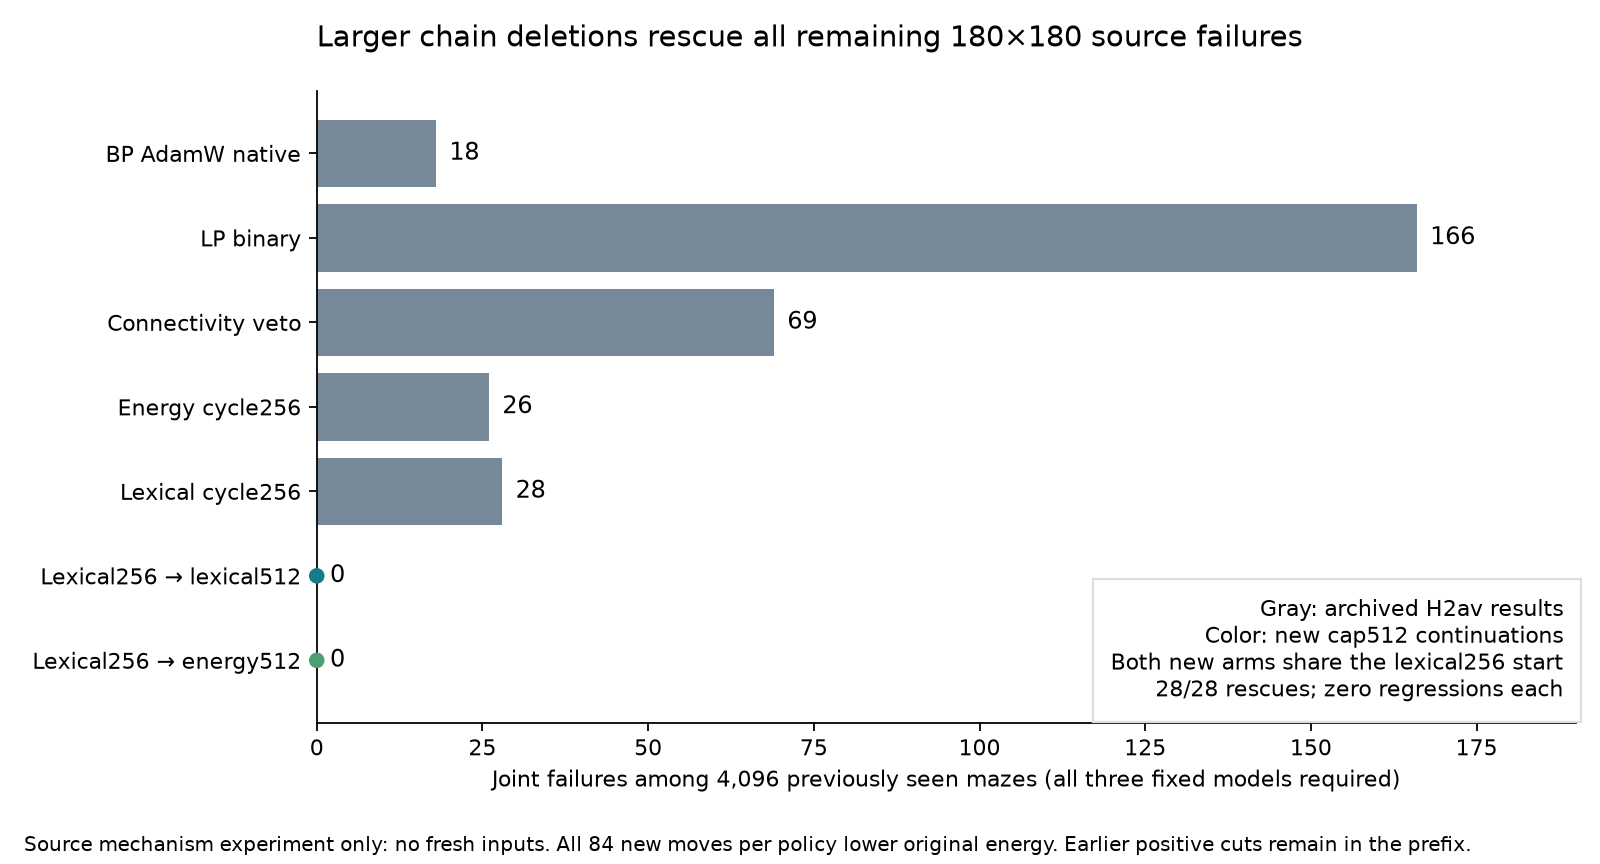 Larger chain deletions rescue all remaining 180×180 source failures
BP AdamW native
18
LP binary
166
Connectivity veto
69
Energy cycle256
26
Lexical cycle256
28
Lexical256 → lexical512
0
Lexical256 → energy512
0
Gray: archived H2av results
Color: new cap512 continuations
Both new arms share the lexical256 start
28/28 rescues; zero regressions each
0 25 50 75 100 125 150 175
Joint failures among 4,096 previously seen mazes (all three fixed models required)
Source mechanism experiment only: no fresh inputs. All 84 new moves per policy lower original energy. Earlier positive cuts remain in the prefix.